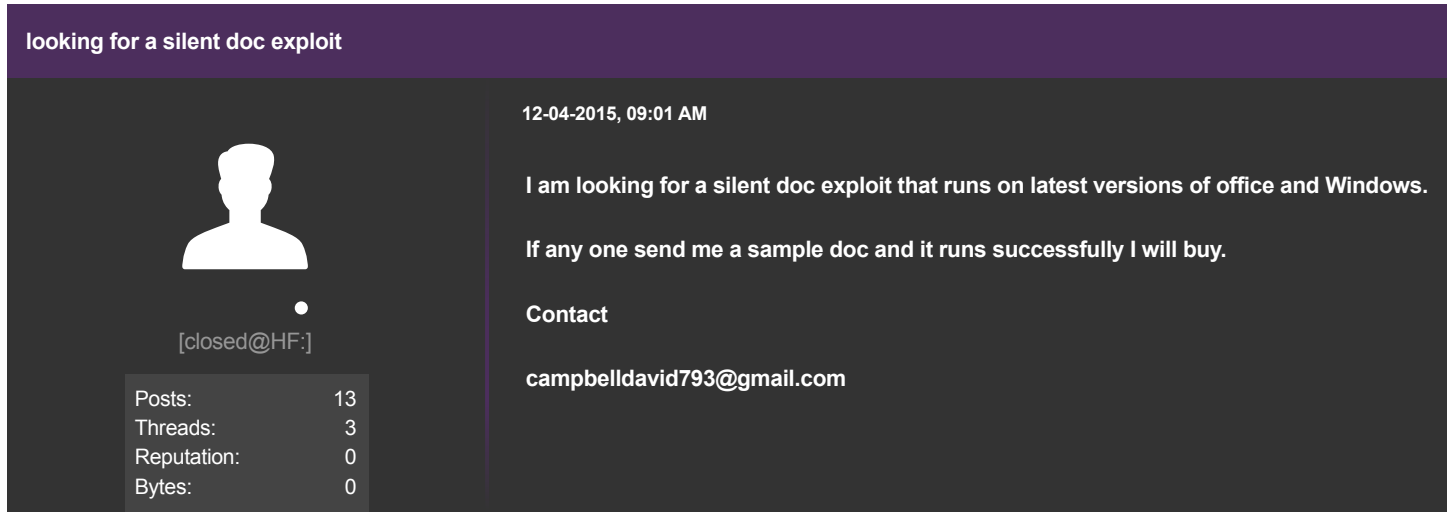 looking for a silent doc exploit
12-04-2015, 09:01 AM
I am looking for a silent doc exploit that runs on latest versions of office and Windows.
If any one send me a sample doc and it runs successfully I will buy.
Contact
campbelldavid793@gmail.com
[closed@HF:]
Posts: 13
Threads: 3
Reputation: 0
Bytes: 0